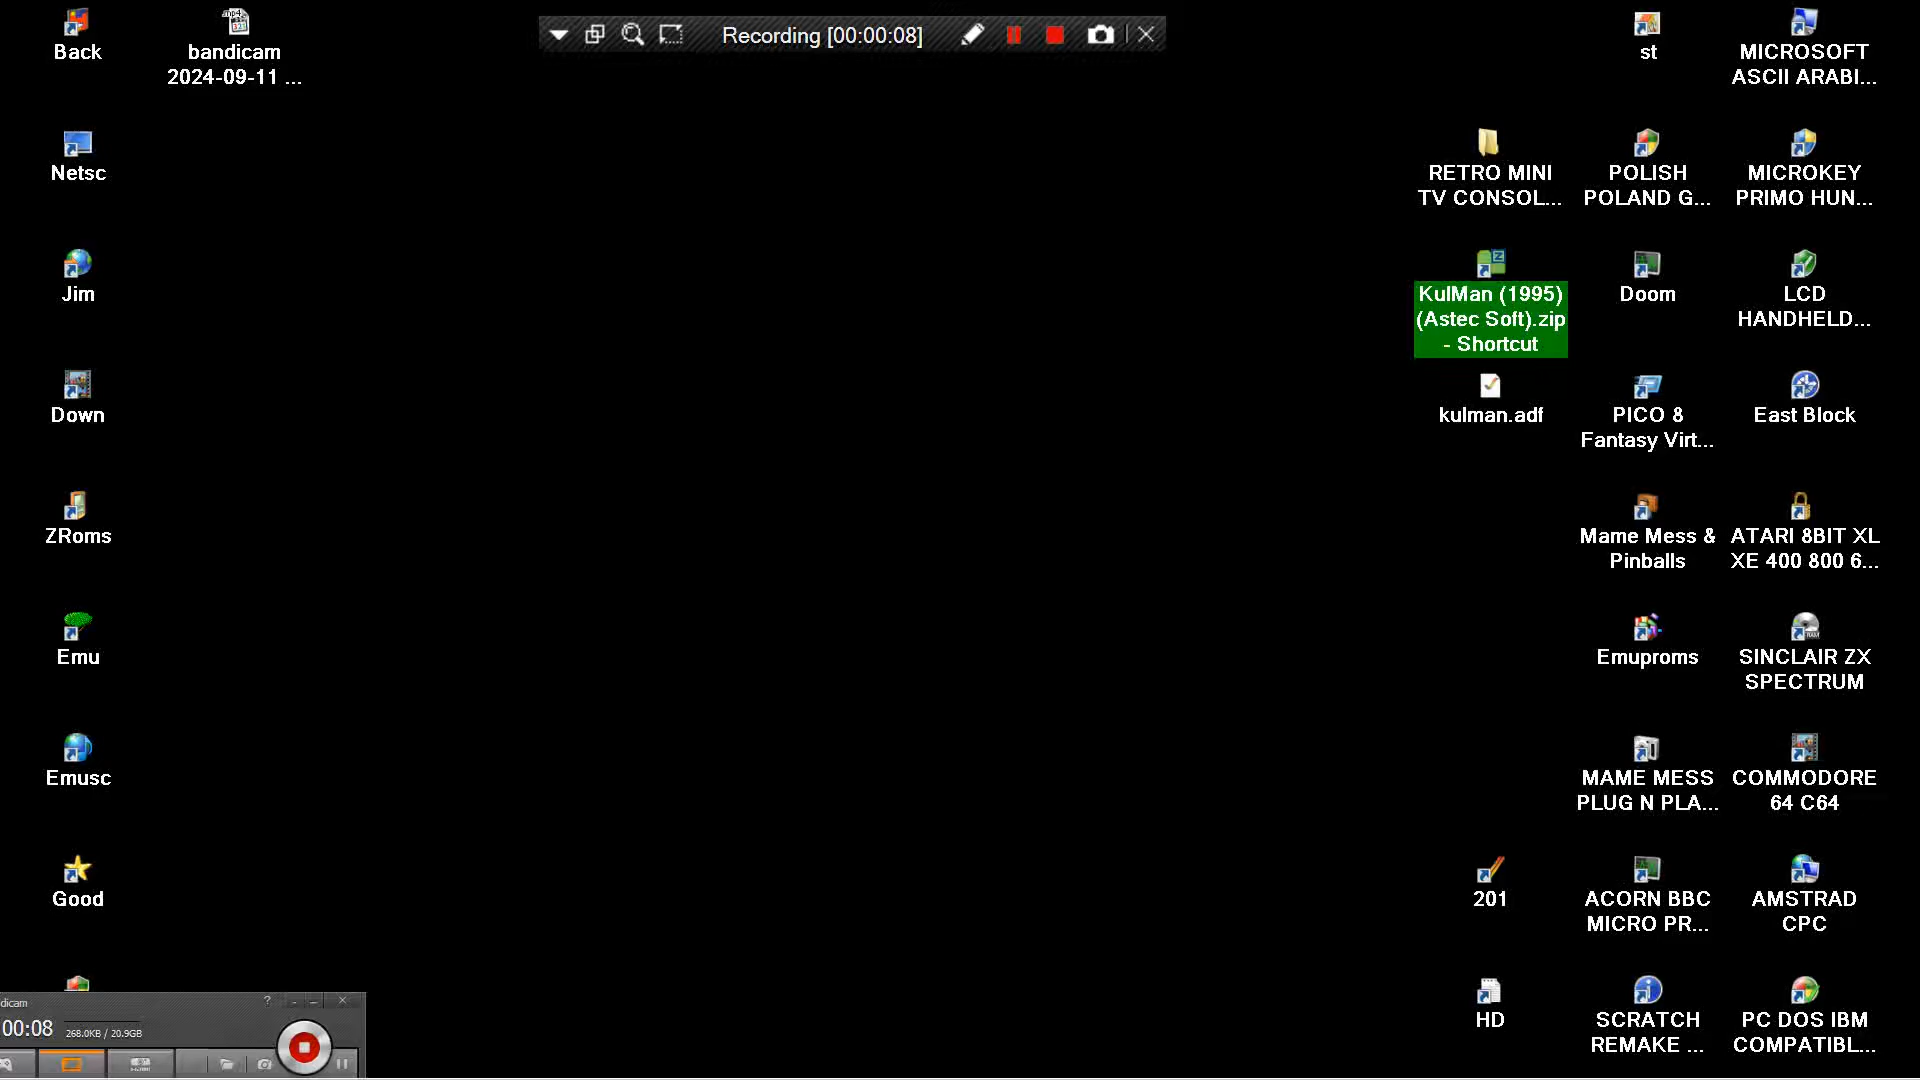 Back
bandicam
2024-09-11 ...
Recording [00:00:08]
st
MICROSOFT
ASCII ARABI...
Netsc
RETRO MINI
TV CONSOL...
POLISH
POLAND G...
MICROKEY
PRIMO HUN...
Jim
KulMan (1995)
(Astec Soft).zip
- Shortcut
Doom
LCD
HANDHELD...
Down
kulman.adf
PICO 8
Fantasy Virt...
East Block
ZRoms
Mame Mess &
Pinballs
ATARI 8BIT XL
XE 400 800 6...
Emu
Emuproms
SINCLAIR ZX
SPECTRUM
Emusc
MAME MESS
PLUG N PLA...
COMMODORE
64 C64
Good
201
ACORN BBC
MICRO PR...
AMSTRAD
CPC
HD
SCRATCH
REMAKE ...
PC DOS IBM
COMPATIBL...
dicam
00:08
268.0KB / 20.9GB